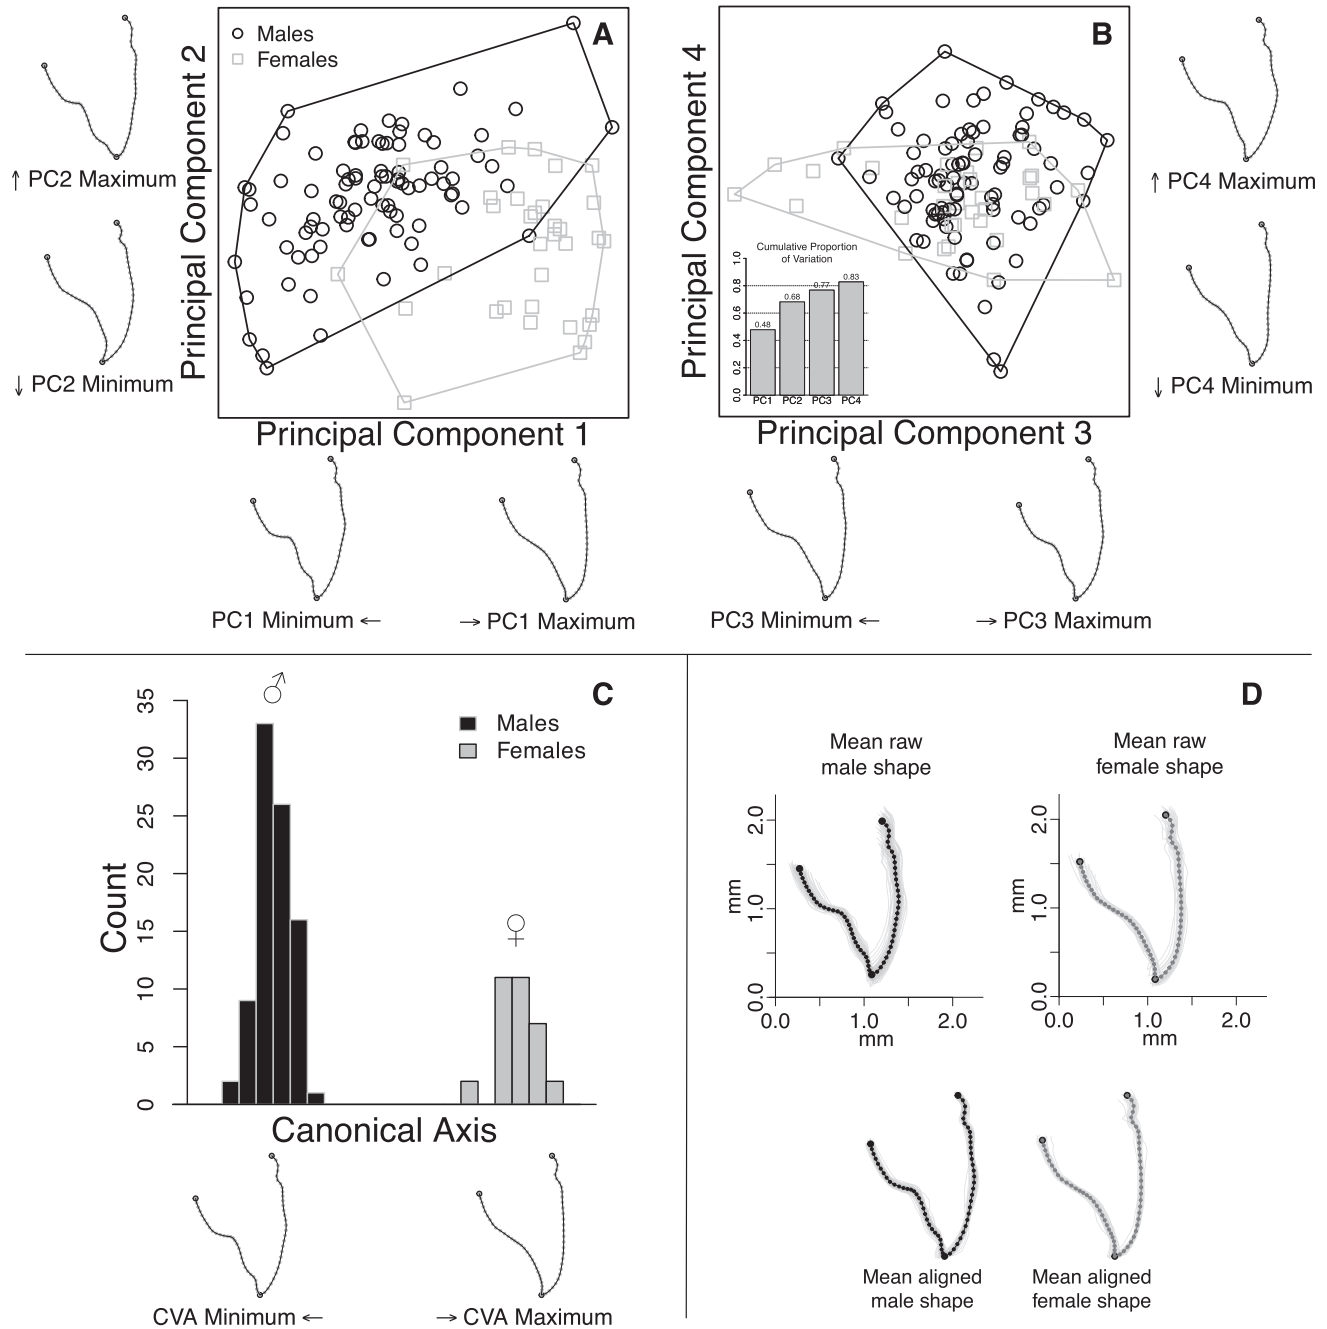 A
Males
Females
Principal Component 2
↑ PC2 Maximum
↓ PC2 Minimum
Principal Component 1
PC1 Minimum ←
→ PC1 Maximum
B
Principal Component 4
↑ PC4 Maximum
↓ PC4 Minimum
Cumulative Proportion
of Variation
1.0
0.8
0.6
0.4
0.2
0.0
0.48
0.68
0.77
0.83
PC1 PC2 PC3 PC4
Principal Component 3
PC3 Minimum ←
→ PC3 Maximum
C
♂
♀
Males
Females
Count
35
30
25
20
15
10
5
0
Canonical Axis
CVA Minimum ←
→ CVA Maximum
D
Mean raw
male shape
mm
2.0
1.0
0.0
0.0 1.0 2.0
mm
Mean raw
female shape
mm
2.0
1.0
0.0
0.0 1.0 2.0
mm
Mean aligned
male shape
Mean aligned
female shape